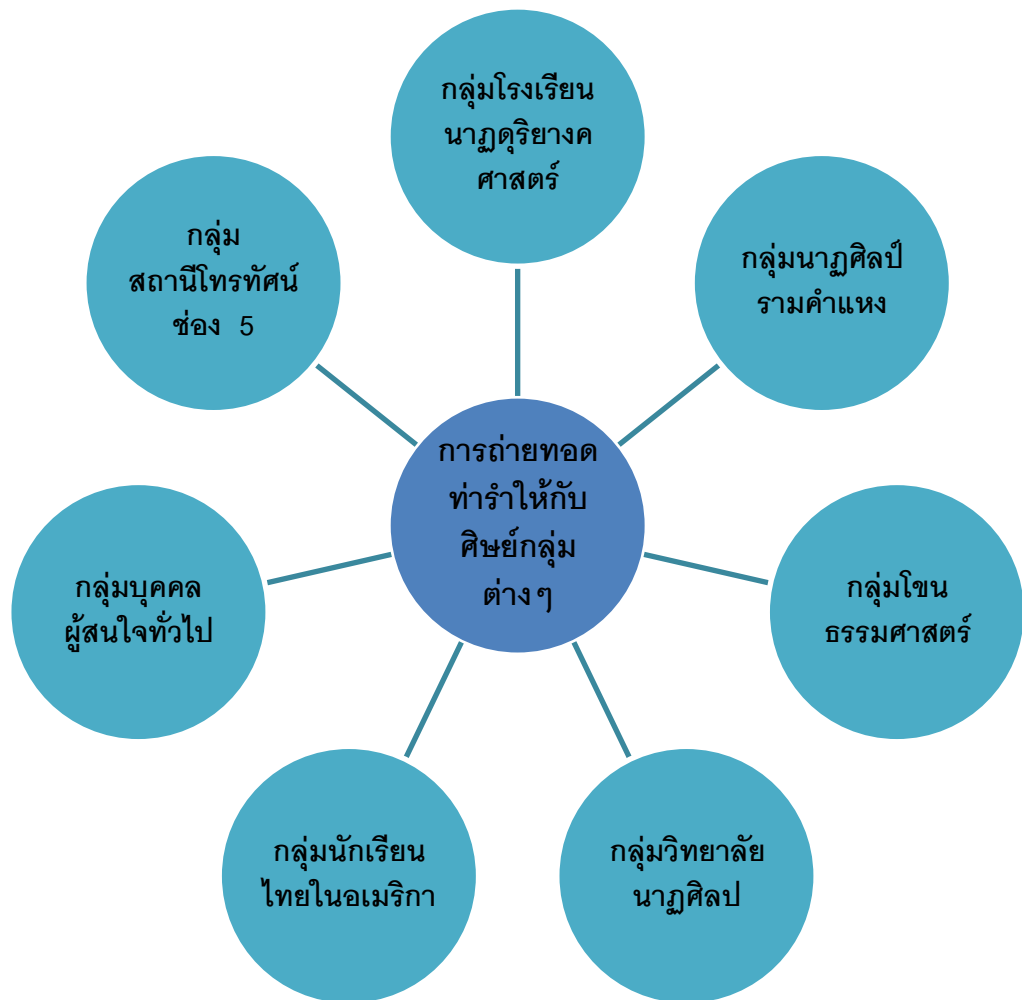 กลุ่มโรงเรียน
นาฏดุริยางค
ศาสตร์
กลุ่ม
สถานีโทรทัศน์
ช่อง 5
กลุ่มนาฏศิลป์
รามคำแหง
การถ่ายทอด
ท่ารำให้กับ
ศิษย์กลุ่ม
ต่างๆ
กลุ่มบุคคล
ผู้สนใจทั่วไป
กลุ่มโขน
ธรรมศาสตร์
กลุ่มนักเรียน
ไทยในอเมริกา
กลุ่มวิทยาลัย
นาฏศิลป